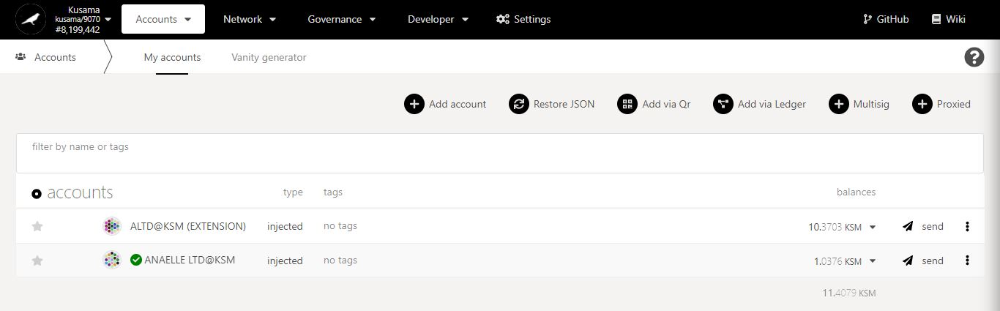 Kusama
kusama/9070
#8,199,442
Accounts
Network
Governance
Developer
Settings
GitHub
Wiki
Accounts
My accounts
Vanity generator
Add account
Restore JSON
Add via Qr
Add via Ledger
Multisig
Proxied
filter by name or tags
accounts type tags balances
ALTD@KSM (EXTENSION) injected no tags 10.3703 KSM send
ANAELLE LTD@KSM injected no tags 1.0376 KSM send
11.4079 KSM